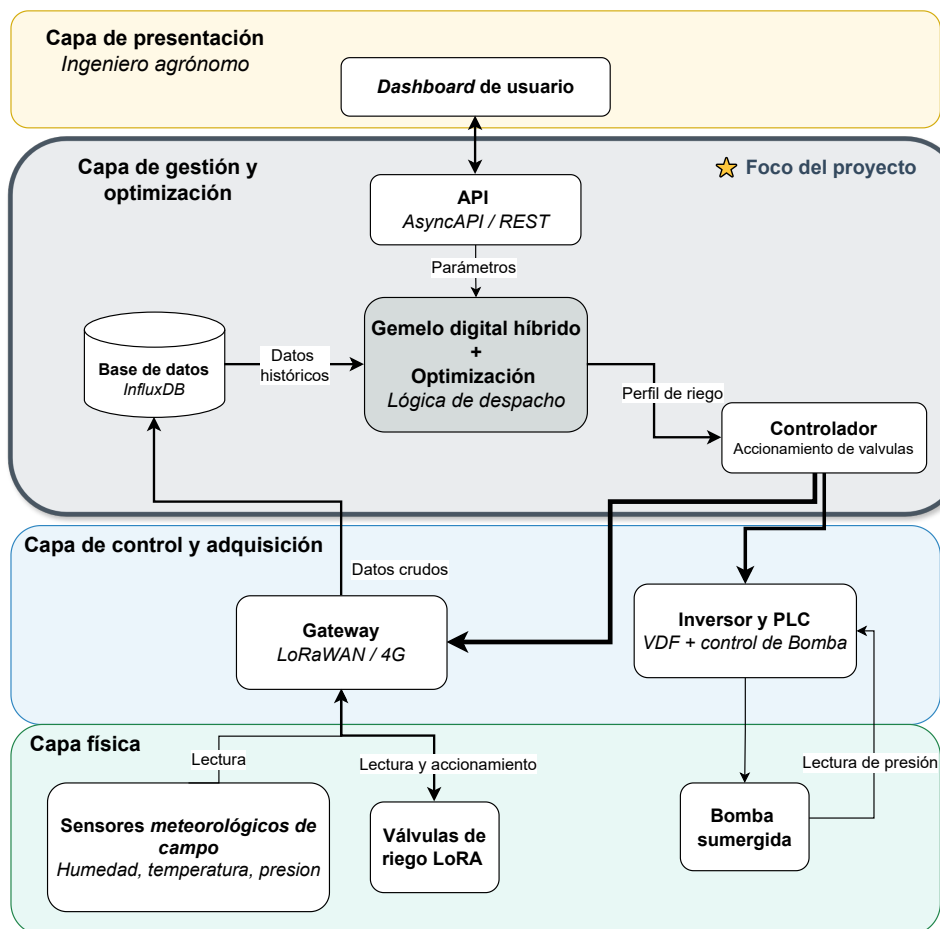 Capa de presentación
Ingeniero agrónomo
Dashboard de usuario
Capa de gestión y
optimización
Foco del proyecto
API
AsyncAPI / REST
Parámetros
Gemelo digital híbrido
+
Optimización
Lógica de despacho
Base de datos
InfluxDB
Datos
históricos
Perfil de riego
Controlador
Accionamiento de valvulas
Capa de control y adquisición
Datos crudos
Gateway
LoRaWAN / 4G
Inversor y PLC
VDF + control de Bomba
Capa física
Lectura
Lectura y accionamiento
Lectura de presión
Sensores meteorológicos de
campo
Humedad, temperatura, presion
Válvulas de
riego LoRA
Bomba
sumergida